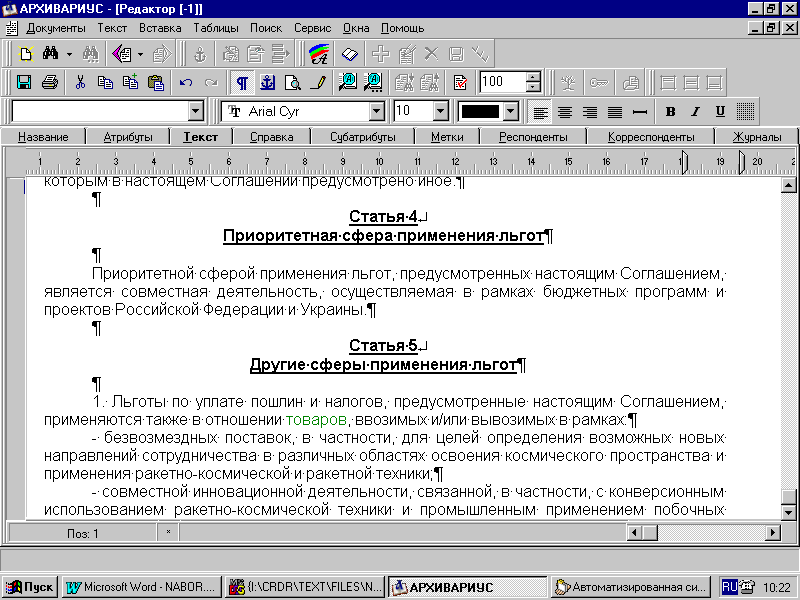 АРХИВАРИУС - [Редактор [-1]]
Документы Текст Вставка Таблицы Поиск Сервис Окна Помощь
100
Arial Cyr 10 B I U
Название Атрибуты Текст Справка Субатрибуты Метки Респонденты Корреспонденты Журналы
1 2 3 4 5 6 7 8 9 10 11 12 13 14 15 16 17 18 19 20 2
которым·в·настоящем·Соглашении·предусмотрено·иное.¶
¶
Статья·4.↵
Приоритетная·сфера·применения·льгот¶
¶
Приоритетной· сферой· применения· льгот,· предусмотренных· настоящим· Соглашением,·
является· совместная· деятельность,· осуществляемая· в· рамках· бюджетных· программ· и·
проектов·Российской·Федерации·и·Украины.¶
¶
Статья·5.↵
Другие·сферы·применения·льгот¶
¶
1.· Льготы· по· уплате· пошлин· и· налогов,· предусмотренные· настоящим· Соглашением,·
применяются·также·в·отношении·товаров,·ввозимых·и/или·вывозимых·в·рамках:¶
-· безвозмездных· поставок,· в· частности,· для· целей· определения· возможных· новых·
направлений·сотрудничества·в·различных·областях·освоения·космического·пространства·и·
применения·ракетно-космической·и·ракетной·техники;¶
-·совместной·инновационной·деятельности,·связанной,·в·частности,·с·конверсионным·
использованием· ракетно-космической· техники· и· промышленным· применением· побочных·
Поз: 1 *
Пуск Microsoft Word - NABOR.... {I:\CRDR\TEXT\FILES\N... АРХИВАРИУС Автоматизированная си... RU 10:22